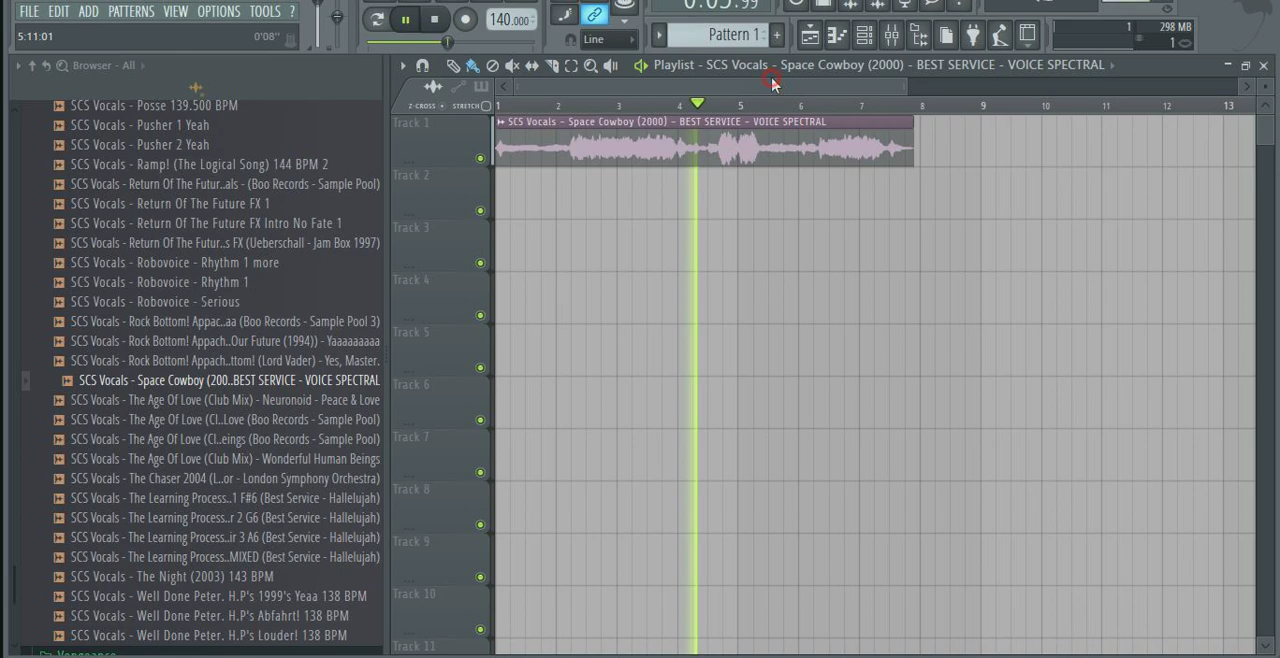 FILE EDIT ADD PATTERNS VIEW OPTIONS TOOLS ?
5:11:01 0'08"
140.000
Line
Pattern 1
+
1 298 MB
1
Browser - All
Playlist - SCS Vocals - Space Cowboy (2000) - BEST SERVICE - VOICE SPECTRAL
Z-CROSS STRETCH
1 2 3 4 5 6 7 8 9 10 11 12 13
SCS Vocals - Space Cowboy (2000) - BEST SERVICE - VOICE SPECTRAL
Track 1
Track 2
Track 3
Track 4
Track 5
Track 6
Track 7
Track 8
Track 9
Track 10
Track 11
SCS Vocals - Posse 139.500 BPM
SCS Vocals - Pusher 1 Yeah
SCS Vocals - Pusher 2 Yeah
SCS Vocals - Ramp! (The Logical Song) 144 BPM 2
SCS Vocals - Return Of The Futur..als - (Boo Records - Sample Pool)
SCS Vocals - Return Of The Future FX 1
SCS Vocals - Return Of The Future FX Intro No Fate 1
SCS Vocals - Return Of The Futur..s FX (Ueberschall - Jam Box 1997)
SCS Vocals - Robovoice - Rhythm 1 more
SCS Vocals - Robovoice - Rhythm 1
SCS Vocals - Robovoice - Serious
SCS Vocals - Rock Bottom! Appac..aa (Boo Records - Sample Pool 3)
SCS Vocals - Rock Bottom! Appach..Our Future (1994)) - Yaaaaaaaa
SCS Vocals - Rock Bottom! Appach..ttom! (Lord Vader) - Yes, Master.
SCS Vocals - Space Cowboy (200..BEST SERVICE - VOICE SPECTRAL
SCS Vocals - The Age Of Love (Club Mix) - Neuronoid - Peace & Love
SCS Vocals - The Age Of Love (Cl..Love (Boo Records - Sample Pool)
SCS Vocals - The Age Of Love (Cl..eings (Boo Records - Sample Pool)
SCS Vocals - The Age Of Love (Club Mix) - Wonderful Human Beings
SCS Vocals - The Chaser 2004 (L..or - London Symphony Orchestra)
SCS Vocals - The Learning Process..1 F#6 (Best Service - Hallelujah)
SCS Vocals - The Learning Process..r 2 G6 (Best Service - Hallelujah)
SCS Vocals - The Learning Process..ir 3 A6 (Best Service - Hallelujah)
SCS Vocals - The Learning Process..MIXED (Best Service - Hallelujah)
SCS Vocals - The Night (2003) 143 BPM
SCS Vocals - Well Done Peter. H.P's 1999's Yeaa 138 BPM
SCS Vocals - Well Done Peter. H.P's Abfahrt! 138 BPM
SCS Vocals - Well Done Peter. H.P's Louder! 138 BPM